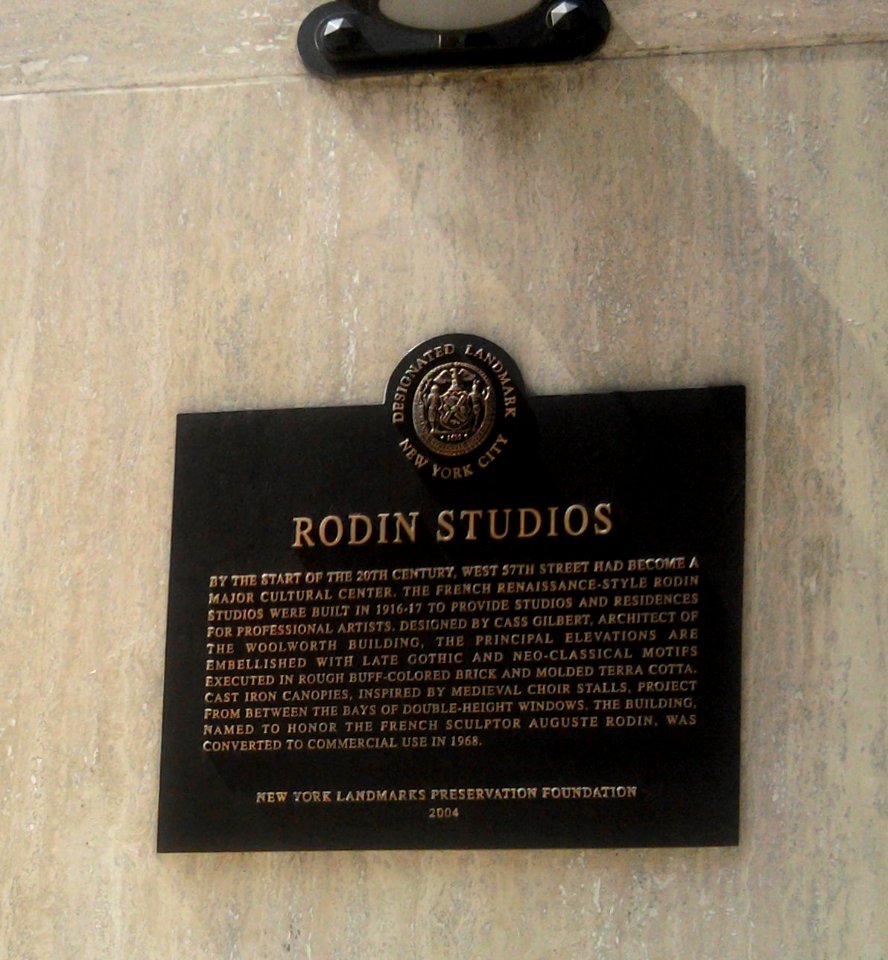 DESIGNATED LANDMARK
NEW YORK CITY
RODIN STUDIOS
BY THE START OF THE 20TH CENTURY, WEST 57TH STREET HAD BECOME A
MAJOR CULTURAL CENTER. THE FRENCH RENAISSANCE-STYLE RODIN
STUDIOS WERE BUILT IN 1916-17 TO PROVIDE STUDIOS AND RESIDENCES
FOR PROFESSIONAL ARTISTS. DESIGNED BY CASS GILBERT, ARCHITECT OF
THE WOOLWORTH BUILDING, THE PRINCIPAL ELEVATIONS ARE
EMBELLISHED WITH LATE GOTHIC AND NEO-CLASSICAL MOTIFS
EXECUTED IN ROUGH BUFF-COLORED BRICK AND MOLDED TERRA COTTA.
CAST IRON CANOPIES, INSPIRED BY MEDIEVAL CHOIR STALLS, PROJECT
FROM BETWEEN THE BAYS OF DOUBLE-HEIGHT WINDOWS. THE BUILDING,
NAMED TO HONOR THE FRENCH SCULPTOR AUGUSTE RODIN, WAS
CONVERTED TO COMMERCIAL USE IN 1968.
NEW YORK LANDMARKS PRESERVATION FOUNDATION
2004